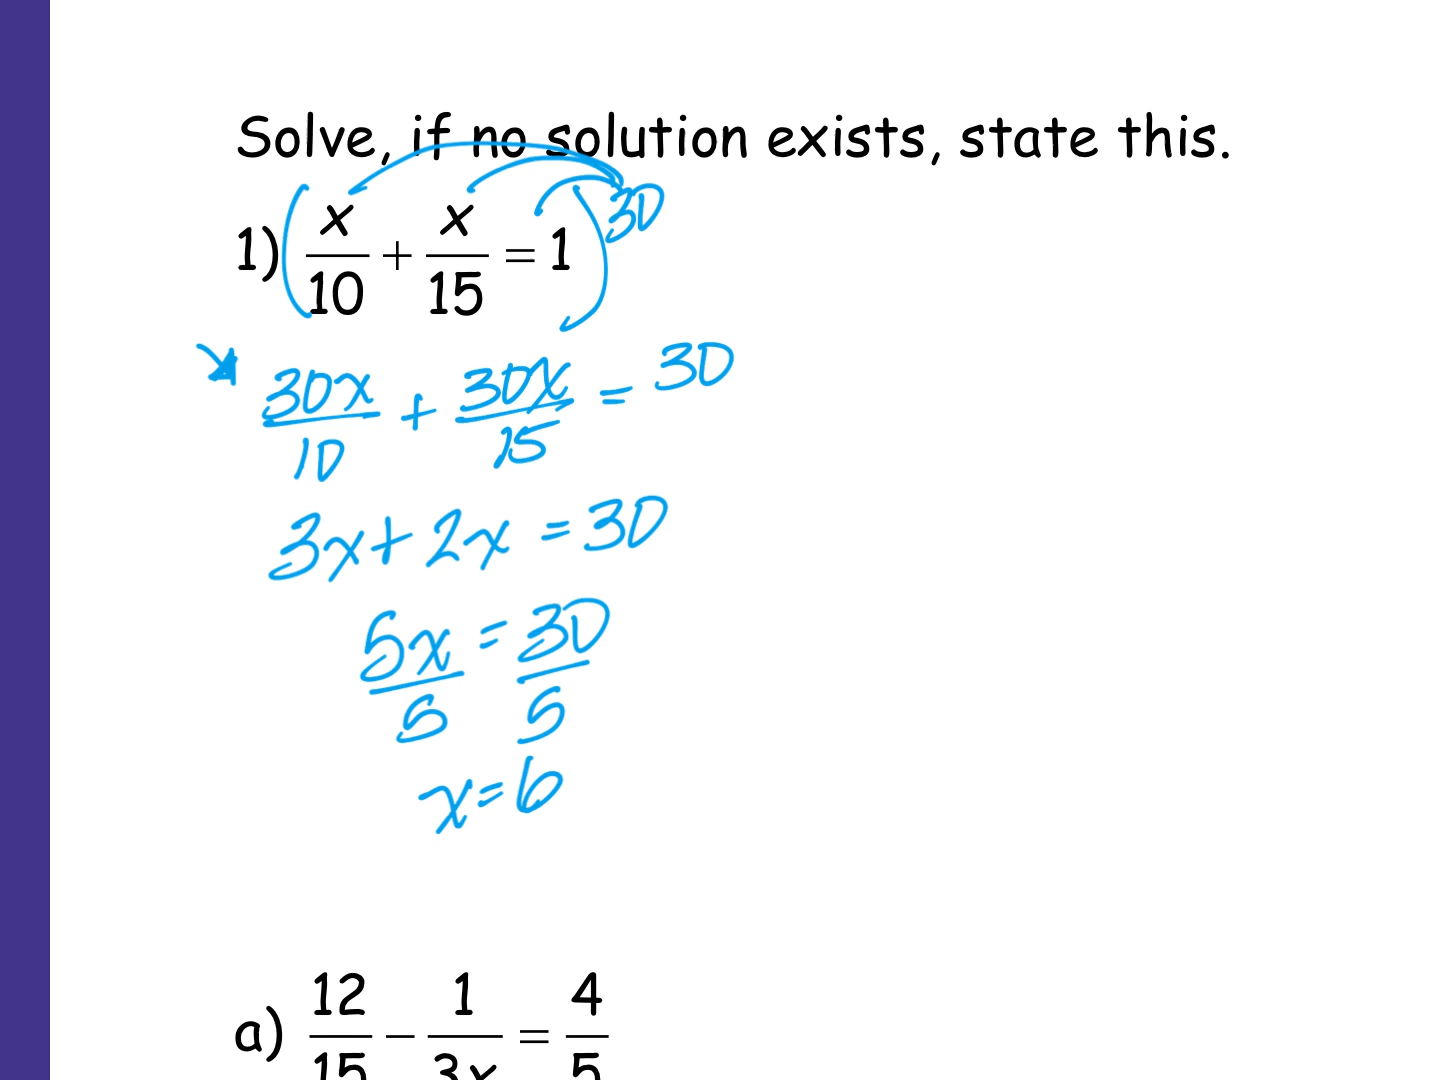 Solve, if no solution exists, state this.
1) (x/10 + x/15 = 1) 30
30x/10 + 30x/15 = 30
3x + 2x = 30
5x/5 = 30/5
x = 6
a) 12/15 − 1/3x = 4/5